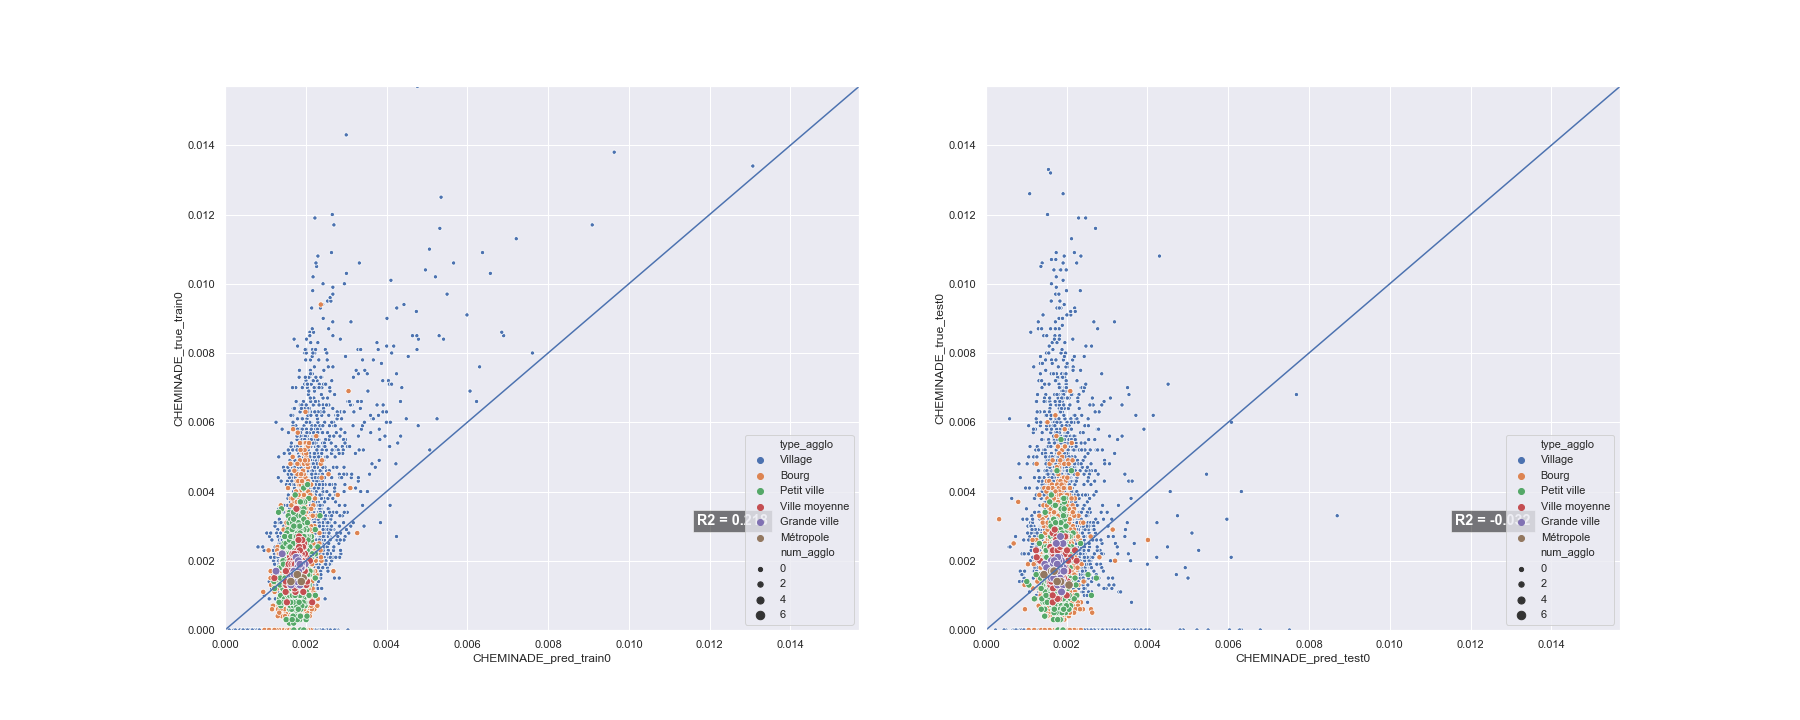 0.014
0.012
0.010
0.008
0.006
0.004
0.002
0.000
CHEMINADE_true_train0
0.000
0.002
0.004
0.006
0.008
0.010
0.012
0.014
CHEMINADE_pred_train0
type_agglo
Village
Bourg
Petit ville
Ville moyenne
Grande ville
Métropole
num_agglo
0
2
4
6
R2 =
0.014
0.012
0.010
0.008
0.006
0.004
0.002
0.000
CHEMINADE_true_test0
0.000
0.002
0.004
0.006
0.008
0.010
0.012
0.014
CHEMINADE_pred_test0
type_agglo
Village
Bourg
Petit ville
Ville moyenne
Grande ville
Métropole
num_agglo
0
2
4
6
R2 =